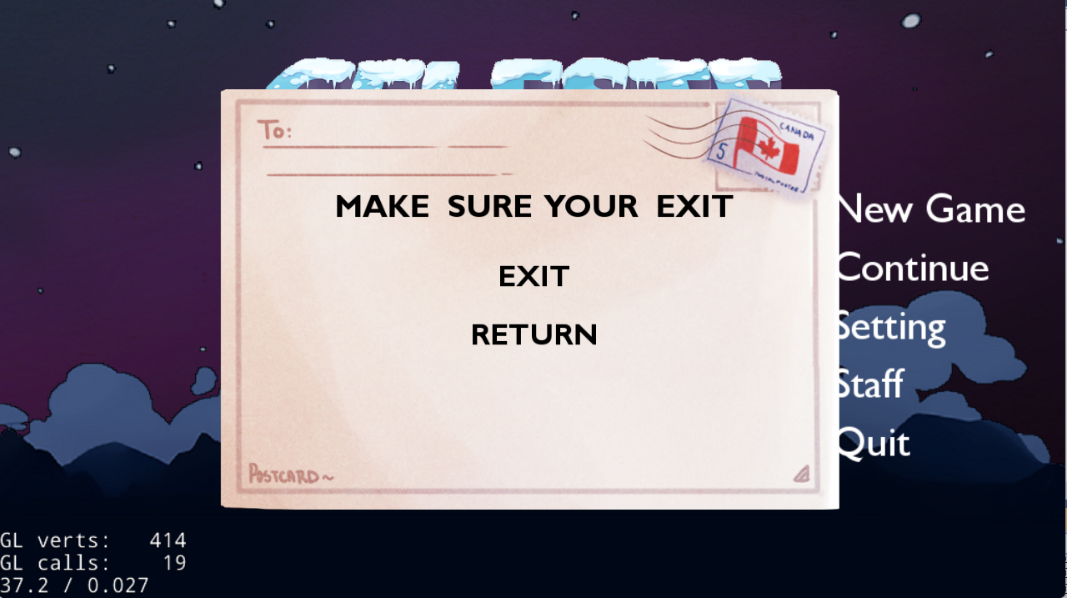 To:
CANADA
5
MAKE SURE YOUR EXIT
EXIT
RETURN
New Game
Continue
Setting
Staff
Quit
POSTCARD~
GL verts: 414
GL calls: 19
37.2 / 0.027